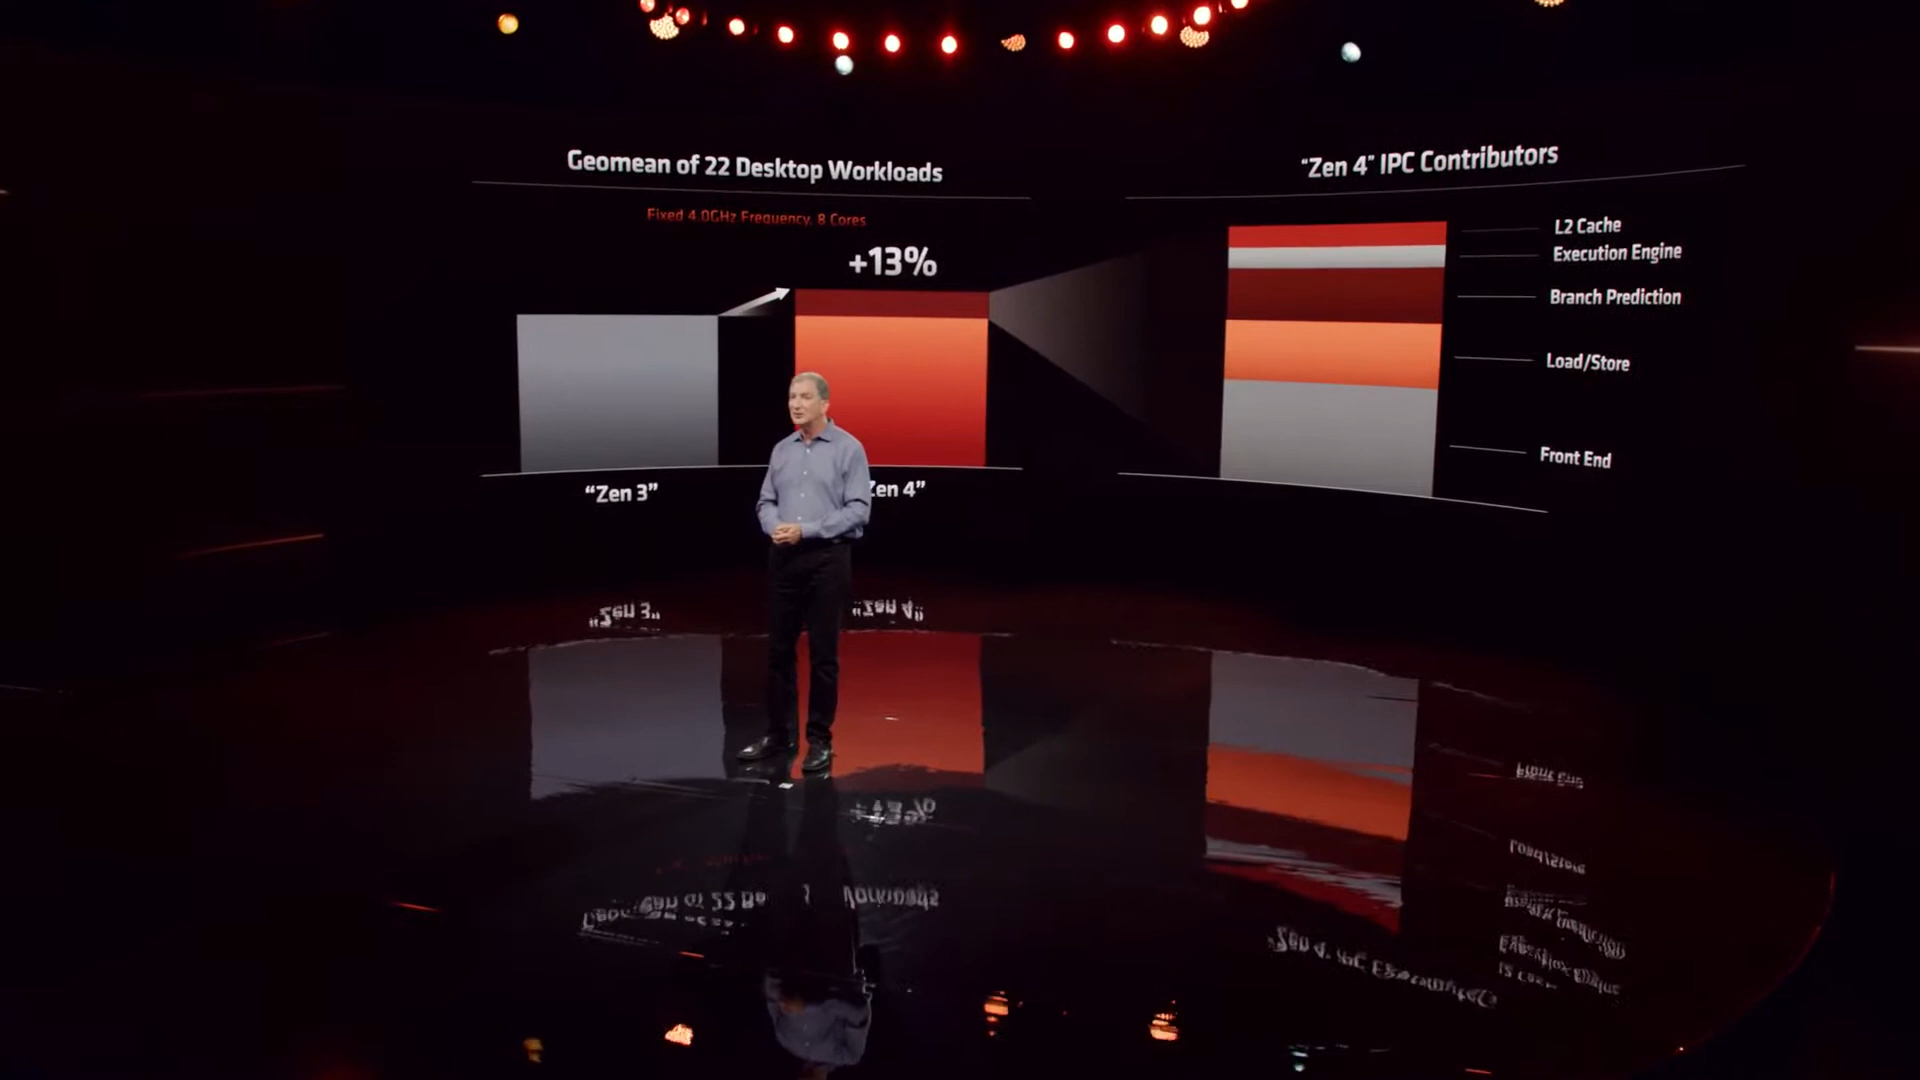 Geomean of 22 Desktop Workloads
Fixed 4.0GHz Frequency, 8 Cores
+13%
“Zen 3”
Zen 4”
“Zen 4” IPC Contributors
L2 Cache
Execution Engine
Branch Prediction
Load/Store
Front End